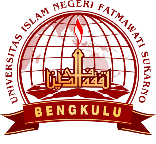 UNIVERSITAS ISLAM NEGERI FATMAWATI SUKARNO
BENGKULU